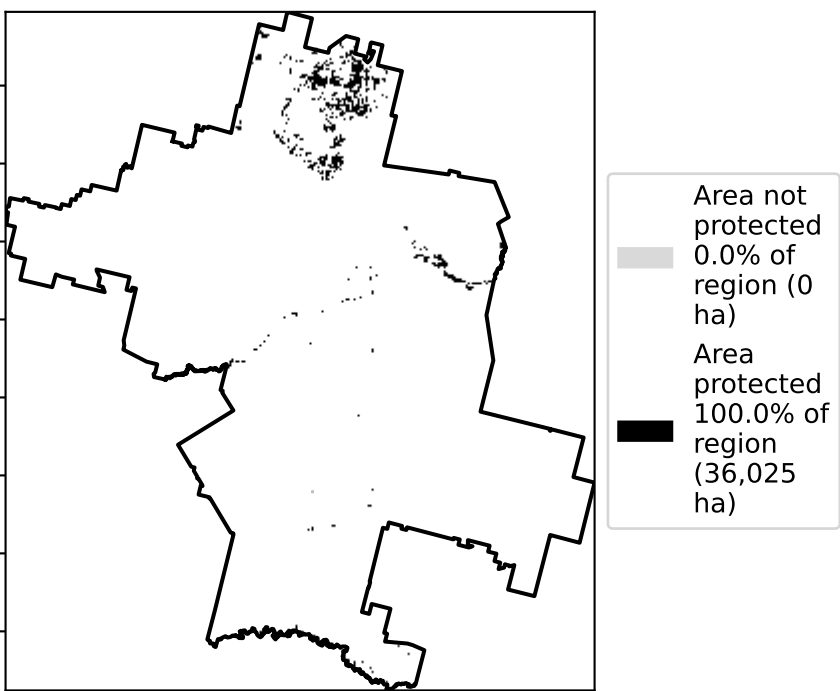 Area not
protected
0.0% of
region (0
ha)
Area
protected
100.0% of
region
(36,025
ha)